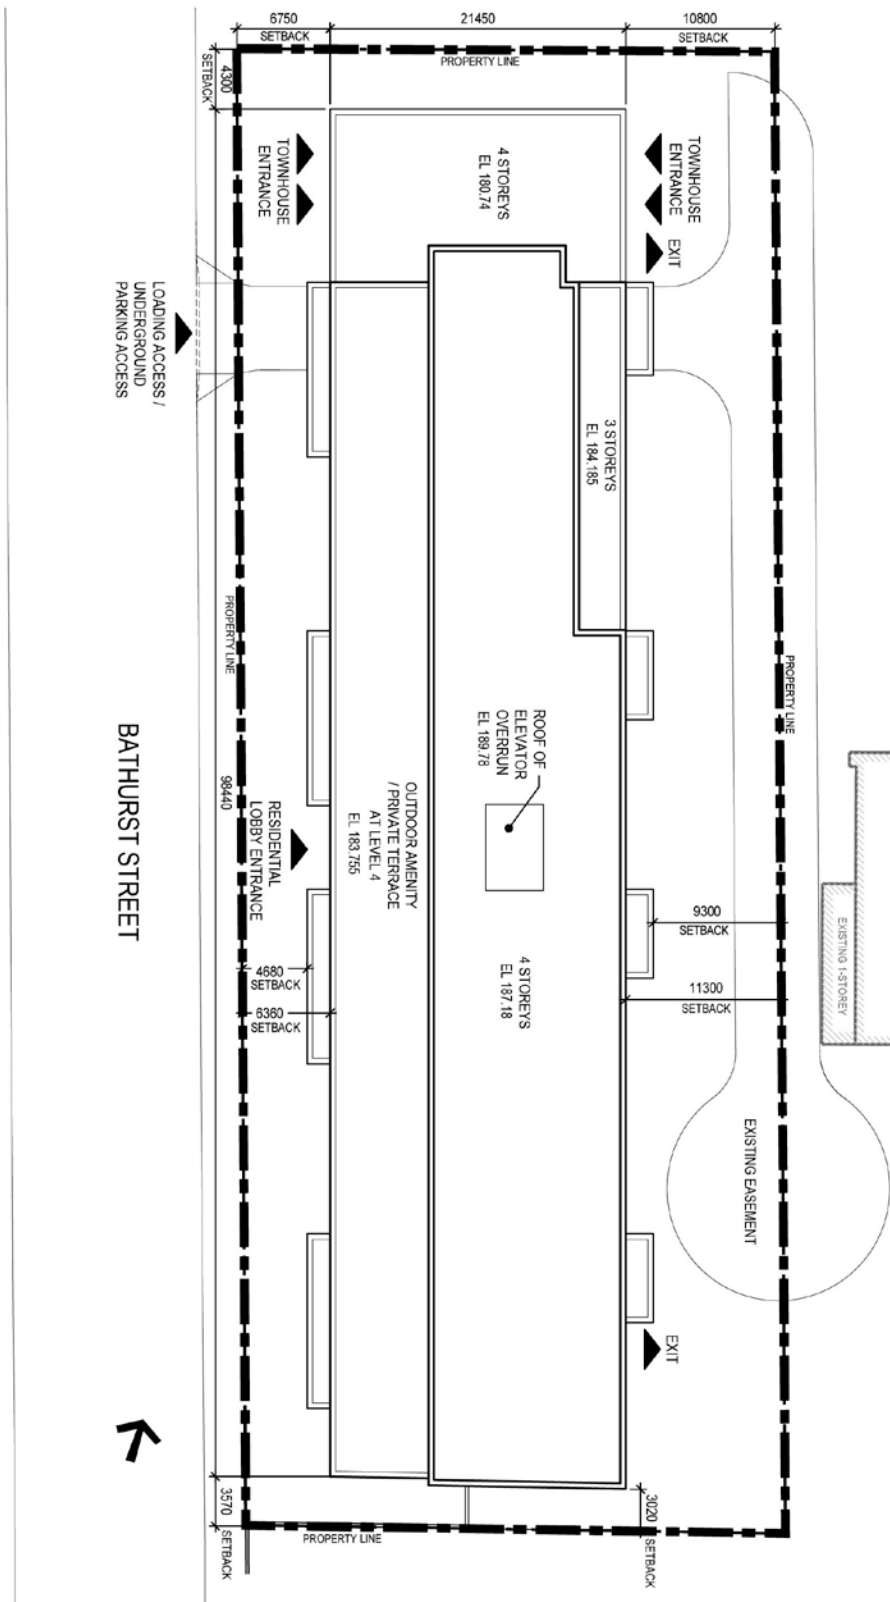 6750
SETBACK
21450
10800
SETBACK
PROPERTY LINE
4300
SETBACK
TOWNHOUSE
ENTRANCE
4 STOREYS
EL 180.74
TOWNHOUSE
ENTRANCE
EXIT
LOADING ACCESS /
UNDERGROUND
PARKING ACCESS
3 STOREYS
EL 184.185
PROPERTY LINE
PROPERTY LINE
ROOF OF
ELEVATOR
OVERRUN
EL 189.78
BATHURST STREET
98440
RESIDENTIAL
LOBBY ENTRANCE
OUTDOOR AMENITY
/ PRIVATE TERRACE
AT LEVEL 4
EL 183.755
9300
SETBACK
EXISTING 1-STOREY
4680
SETBACK
4 STOREYS
EL 187.18
11300
SETBACK
6360
SETBACK
EXISTING EASEMENT
EXIT
3570
SETBACK
3020
SETBACK
PROPERTY LINE